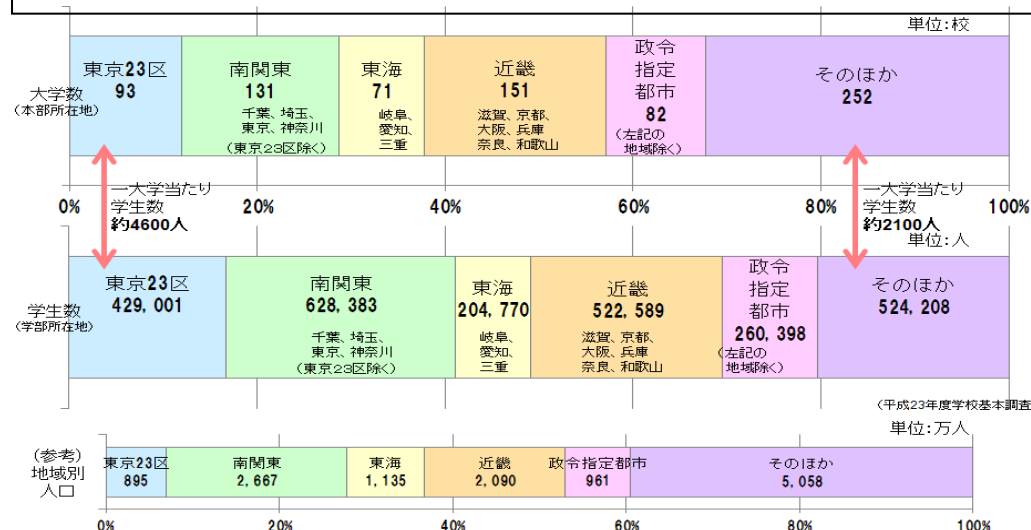 単位:校
大学数
(本部所在地)
東京23区
93
南関東
131
千葉、埼玉、
東京、神奈川
(東京23区除く)
東海
71
岐阜、
愛知、
三重
近畿
151
滋賀、京都、
大阪、兵庫
奈良、和歌山
政令
指定
都市
82
(左記の
地域除く)
そのほか
252
0%
20%
40%
60%
80%
100%
一大学当たり
学生数
約4600人
一大学当たり
学生数
約2100人
単位:人
学生数
(学部所在地)
東京23区
429,001
南関東
628,383
千葉、埼玉、
東京、神奈川
(東京23区除く)
東海
204,770
岐阜、
愛知、
三重
近畿
522,589
滋賀、京都、
大阪、兵庫
奈良、和歌山
政令
指定
都市
260,398
(左記の
地域除く)
そのほか
524,208
(平成23年度学校基本調査
単位:万人
(参考)
地域別
人口
東京23区
895
南関東
2,667
東海
1,135
近畿
2,090
政令指定都市
961
そのほか
5,058
0%
20%
40%
60%
80%
100%